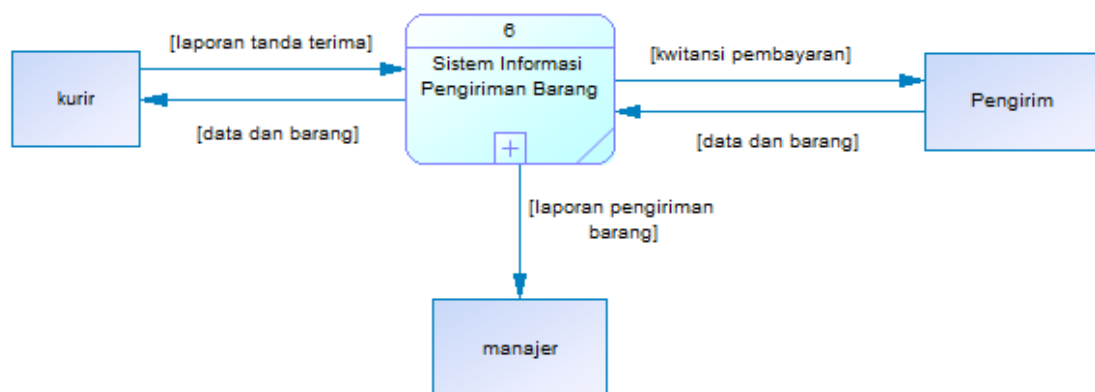 6
[laporan tanda terima]
Sistem Informasi
Pengiriman Barang
[kwitansi pembayaran]
kurir
Pengirim
[data dan barang]
[data dan barang]
[laporan pengiriman
barang]
manajer